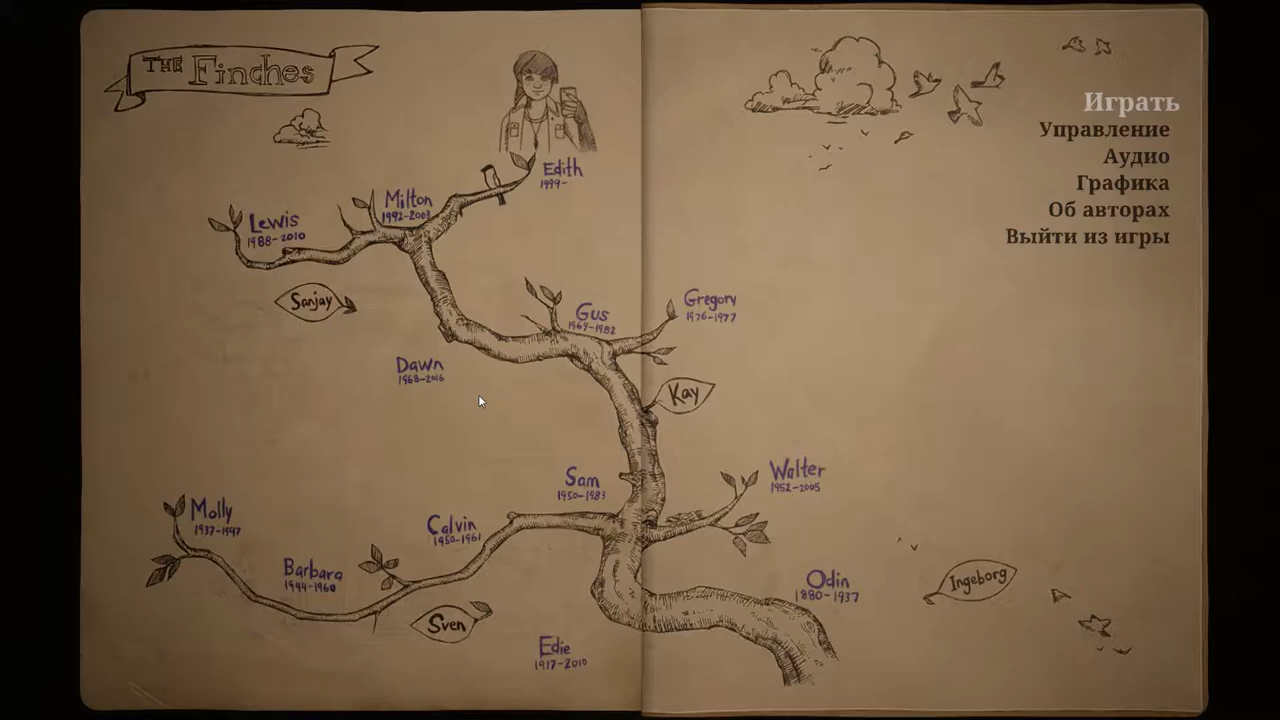 THE Finches
Edith
1999-
Milton
1992-2003
Lewis
1988-2010
Sanjay
Gus
1969-1982
Gregory
1976-1977
Dawn
1968-2016
Kay
Sam
1950-1983
Walter
1952-2005
Molly
1937-1947
Calvin
1950-1961
Barbara
1944-1960
Sven
Edie
1917-2010
Odin
1880-1937
Ingeborg
Играть
Управление
Аудио
Графика
Об авторах
Выйти из игры